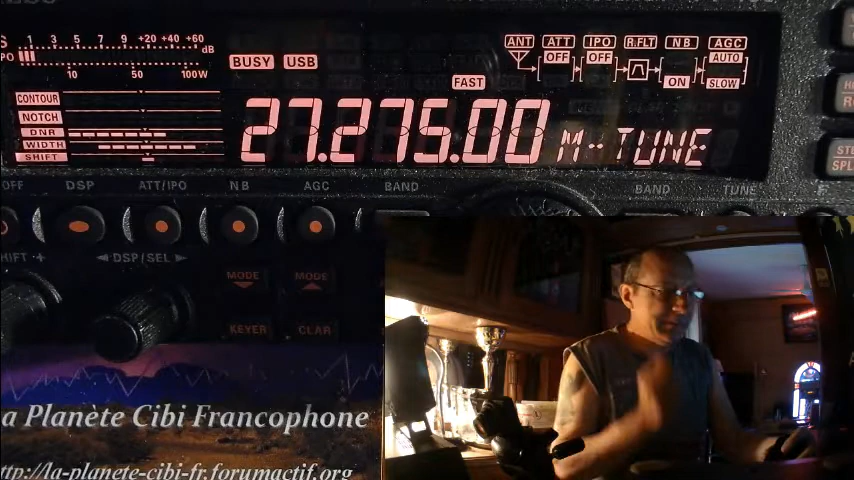 S 1 3 5 7 9 +20 +40 +60 dB
PO 10 50 100W
BUSY USB
ANT ATT IPO R.FLT NB AGC
OFF OFF AUTO
ON SLOW
FAST
CONTOUR
NOTCH
DNR
WIDTH
SHIFT
27.275.00 M-TUNE
OFF DSP ATT/IPO NB AGC BAND BAND TUNE
SHIFT DSP/SEL
MODE MODE
KEYER CLAR
a Planète Cibi Francophone
ttp://la-planete-cibi-fr.forumactif.org